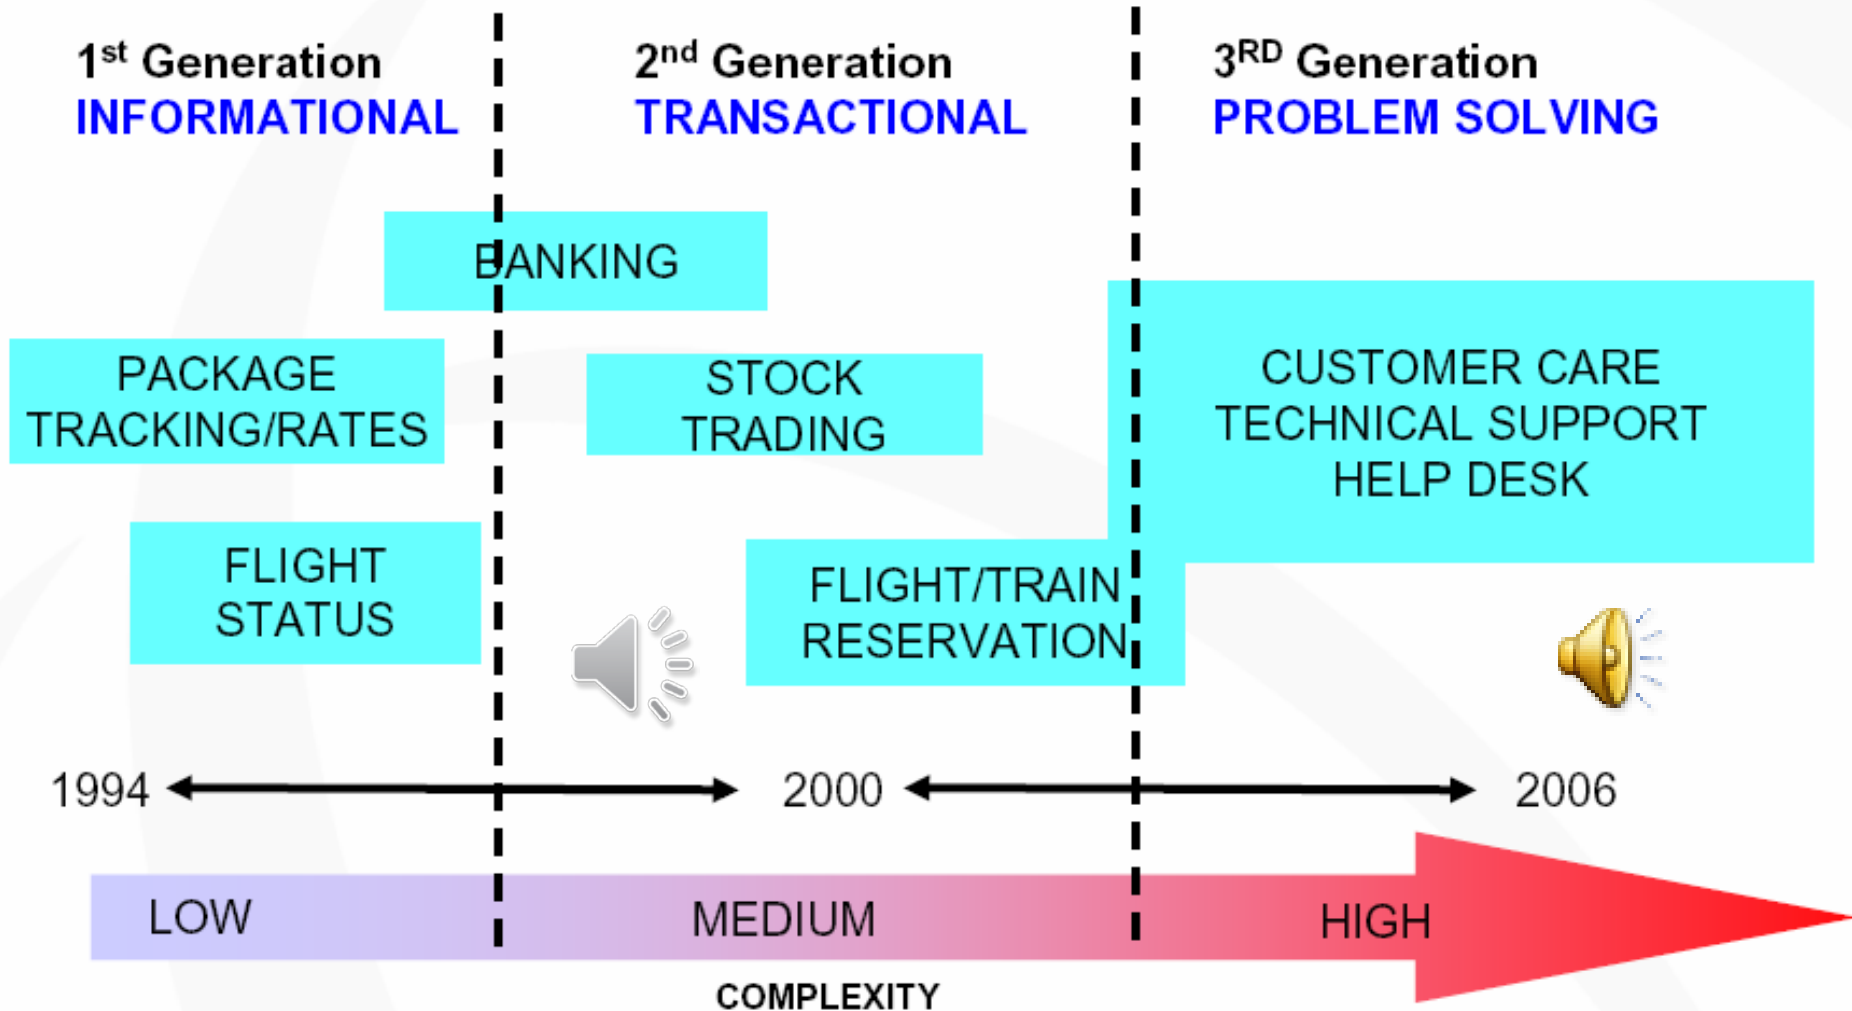 1st Generation
INFORMATIONAL
2nd Generation
TRANSACTIONAL
3RD Generation
PROBLEM SOLVING
BANKING
PACKAGE
TRACKING/RATES
STOCK
TRADING
CUSTOMER CARE
TECHNICAL SUPPORT
HELP DESK
FLIGHT
STATUS
FLIGHT/TRAIN
RESERVATION
1994
2000
2006
LOW
MEDIUM
HIGH
COMPLEXITY